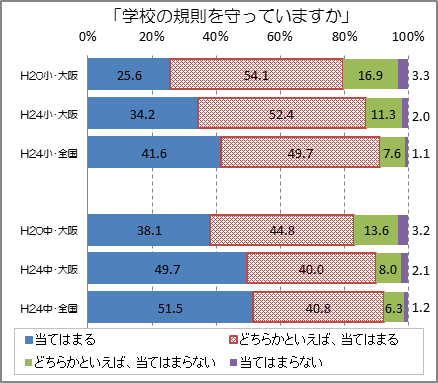 「学校の規則を守っていますか」
0% 20% 40% 60% 80% 100%
H20小・大阪 25.6 54.1 16.9 3.3
H24小・大阪 34.2 52.4 11.3 2.0
H24小・全国 41.6 49.7 7.6 1.1
H20中・大阪 38.1 44.8 13.6 3.2
H24中・大阪 49.7 40.0 8.0 2.1
H24中・全国 51.5 40.8 6.3 1.2
当てはまる どちらかといえば、当てはまる
どちらかといえば、当てはまらない 当てはまらない